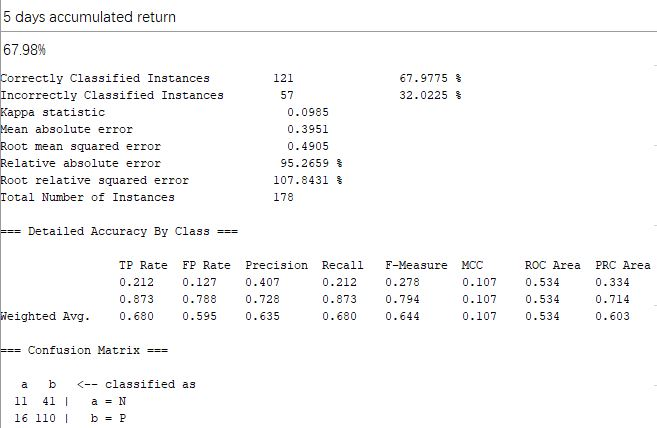 5 days accumulated return
67.98%
Correctly Classified Instances 121 67.9775 %
Incorrectly Classified Instances 57 32.0225 %
Kappa statistic 0.0985
Mean absolute error 0.3951
Root mean squared error 0.4905
Relative absolute error 95.2659 %
Root relative squared error 107.8431 %
Total Number of Instances 178
=== Detailed Accuracy By Class ===
TP Rate FP Rate Precision Recall F-Measure MCC ROC Area PRC Area
0.212 0.127 0.407 0.212 0.278 0.107 0.534 0.334
0.873 0.788 0.728 0.873 0.794 0.107 0.534 0.714
Weighted Avg. 0.680 0.595 0.635 0.680 0.644 0.107 0.534 0.603
=== Confusion Matrix ===
a b <-- classified as
11 41 | a = N
16 110 | b = P